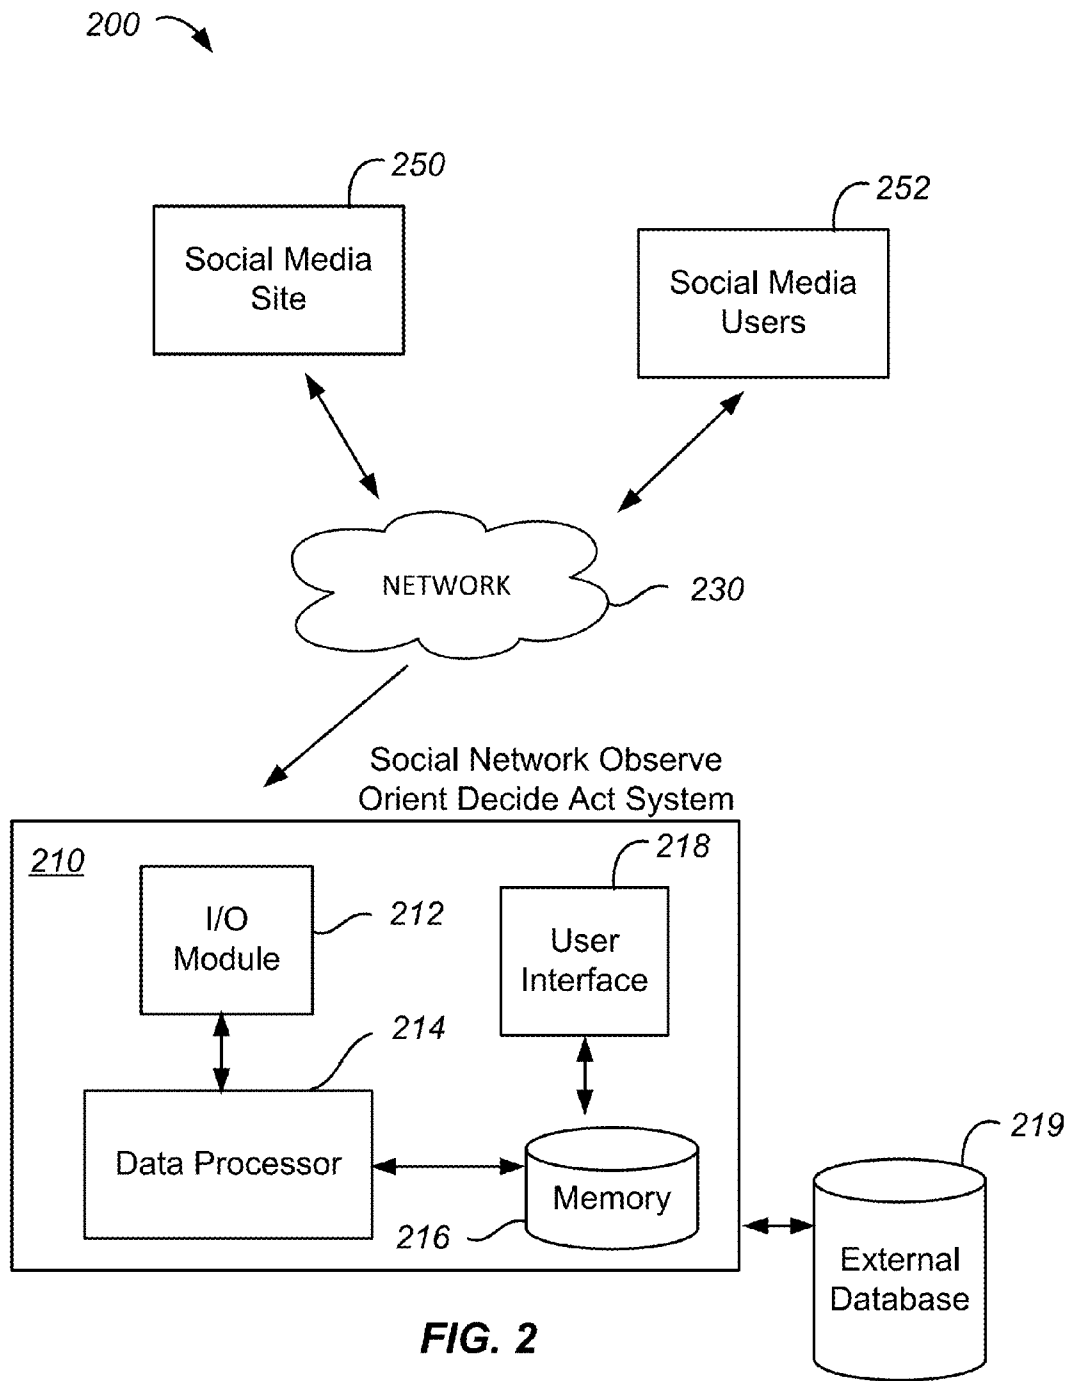 200
250
Social Media
Site
252
Social Media
Users
NETWORK
230
Social Network Observe
Orient Decide Act System
210
I/O
Module
212
218
User
Interface
214
Data Processor
Memory
216
219
External
Database
FIG. 2